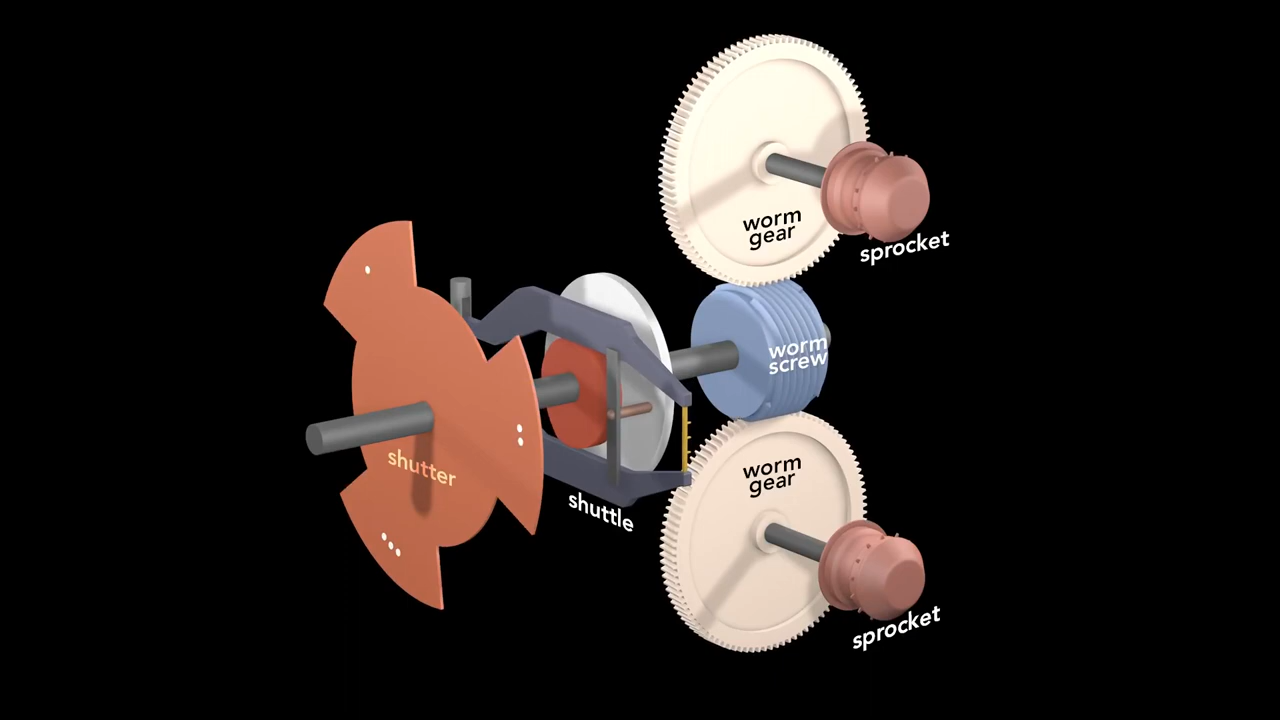 worm
gear
sprocket
worm
screw
shutter
shuttle
worm
gear
sprocket